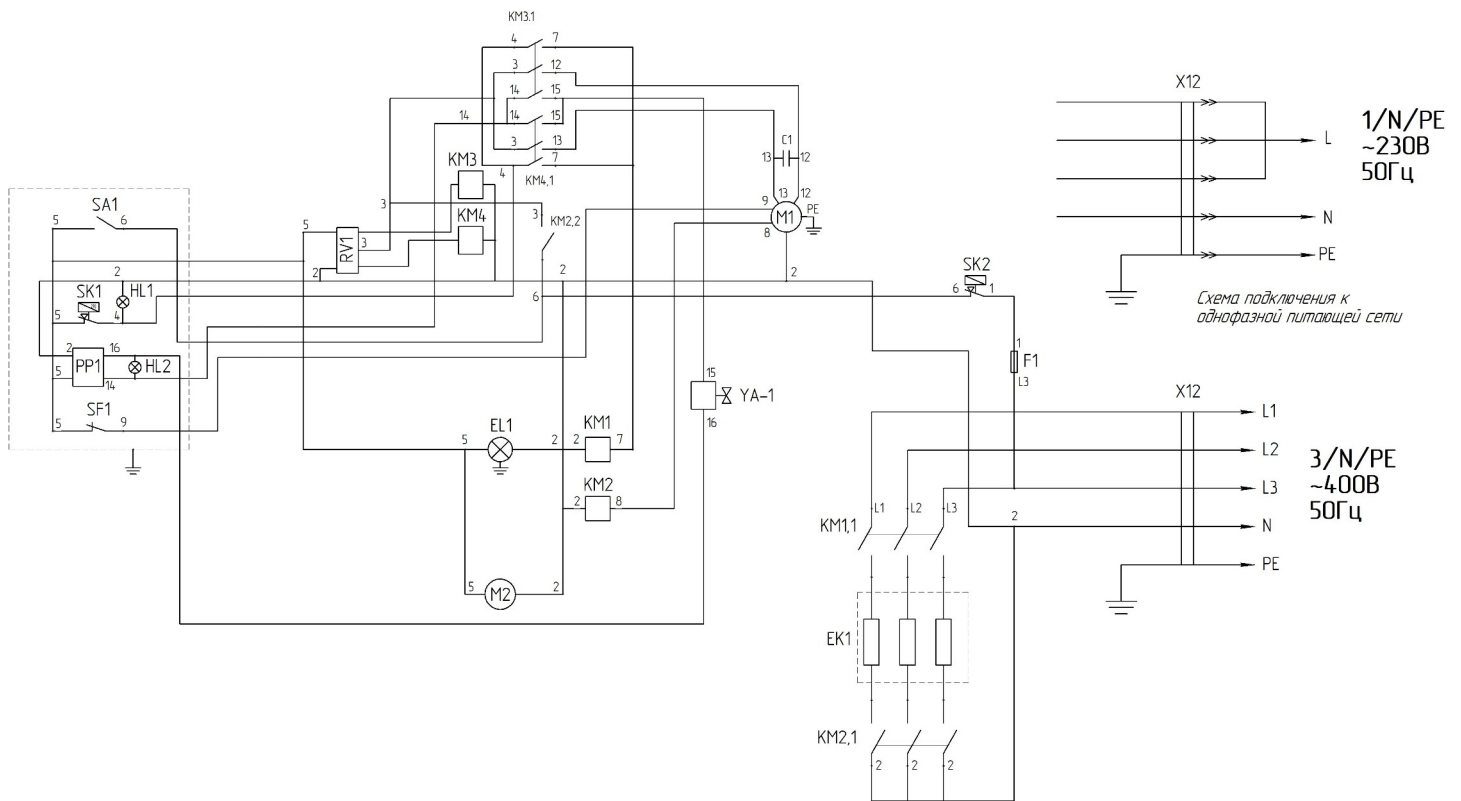 KM3.1
4 7
3 12
14 15
14 14 15
3 13
4 7
KM4,1
C1
13 12
13 12
9 M1 PE
8
KM3
KM4
3
3
KM2,2
5
RV1
3
2
SA1
5 6
2
SK1 HL1
5 4
2 16
PP1 HL2
5 14
SF1
5 9
2
2
6
SK2
6 1
1
F1
L3
15
YA-1
16
EL1
5 2
KM1
2 7
KM2
2 8
5 M2 2
X12
L
N
PE
1/N/PE
~230В
50Гц
Схема подключения к
однофазной питающей сети
X12
L1
L2
L3
N
PE
3/N/PE
~400В
50Гц
L1 L2 L3
KM1,1
2
EK1
KM2,1
2 2 2